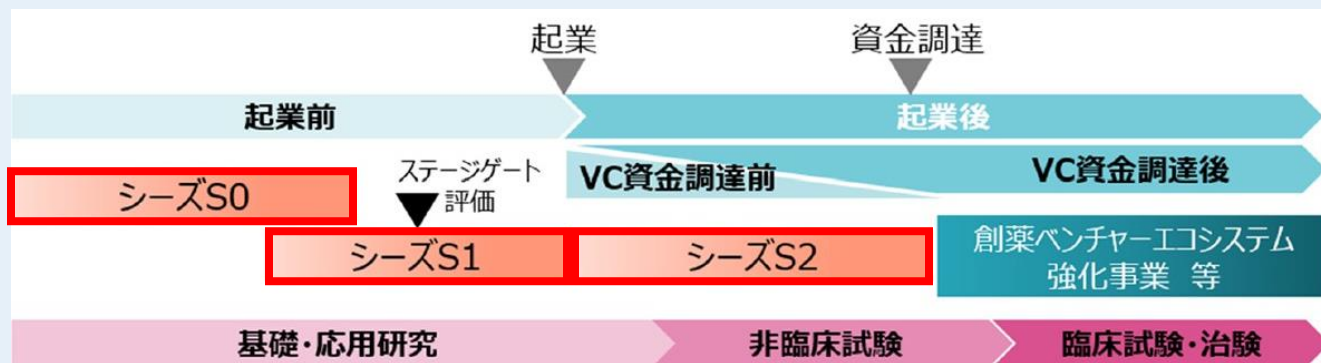 起業
資金調達
起業前
起業後
ステージゲート
評価
VC資金調達前
VC資金調達後
シーズS0
シーズS1
シーズS2
創薬ベンチャーエコシステム
強化事業 等
基礎・応用研究
非臨床試験
臨床試験・治験